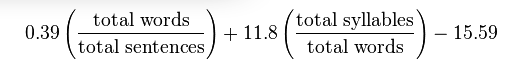 0.39 (total words / total sentences) + 11.8 (total syllables / total words) − 15.59